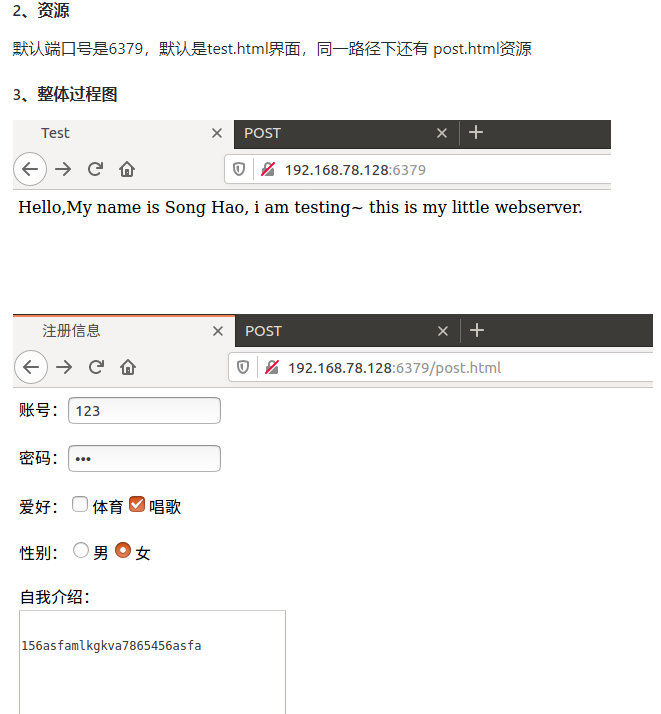 2、资源
默认端口号是6379，默认是test.html界面，同一路径下还有 post.html资源
3、整体过程图
Test POST
192.168.78.128:6379
Hello,My name is Song Hao, i am testing~ this is my little webserver.
注册信息 POST
192.168.78.128:6379/post.html
账号： 123
密码： •••
爱好： 体育 唱歌
性别： 男 女
自我介绍：
156asfamlkgkva7865456asfa